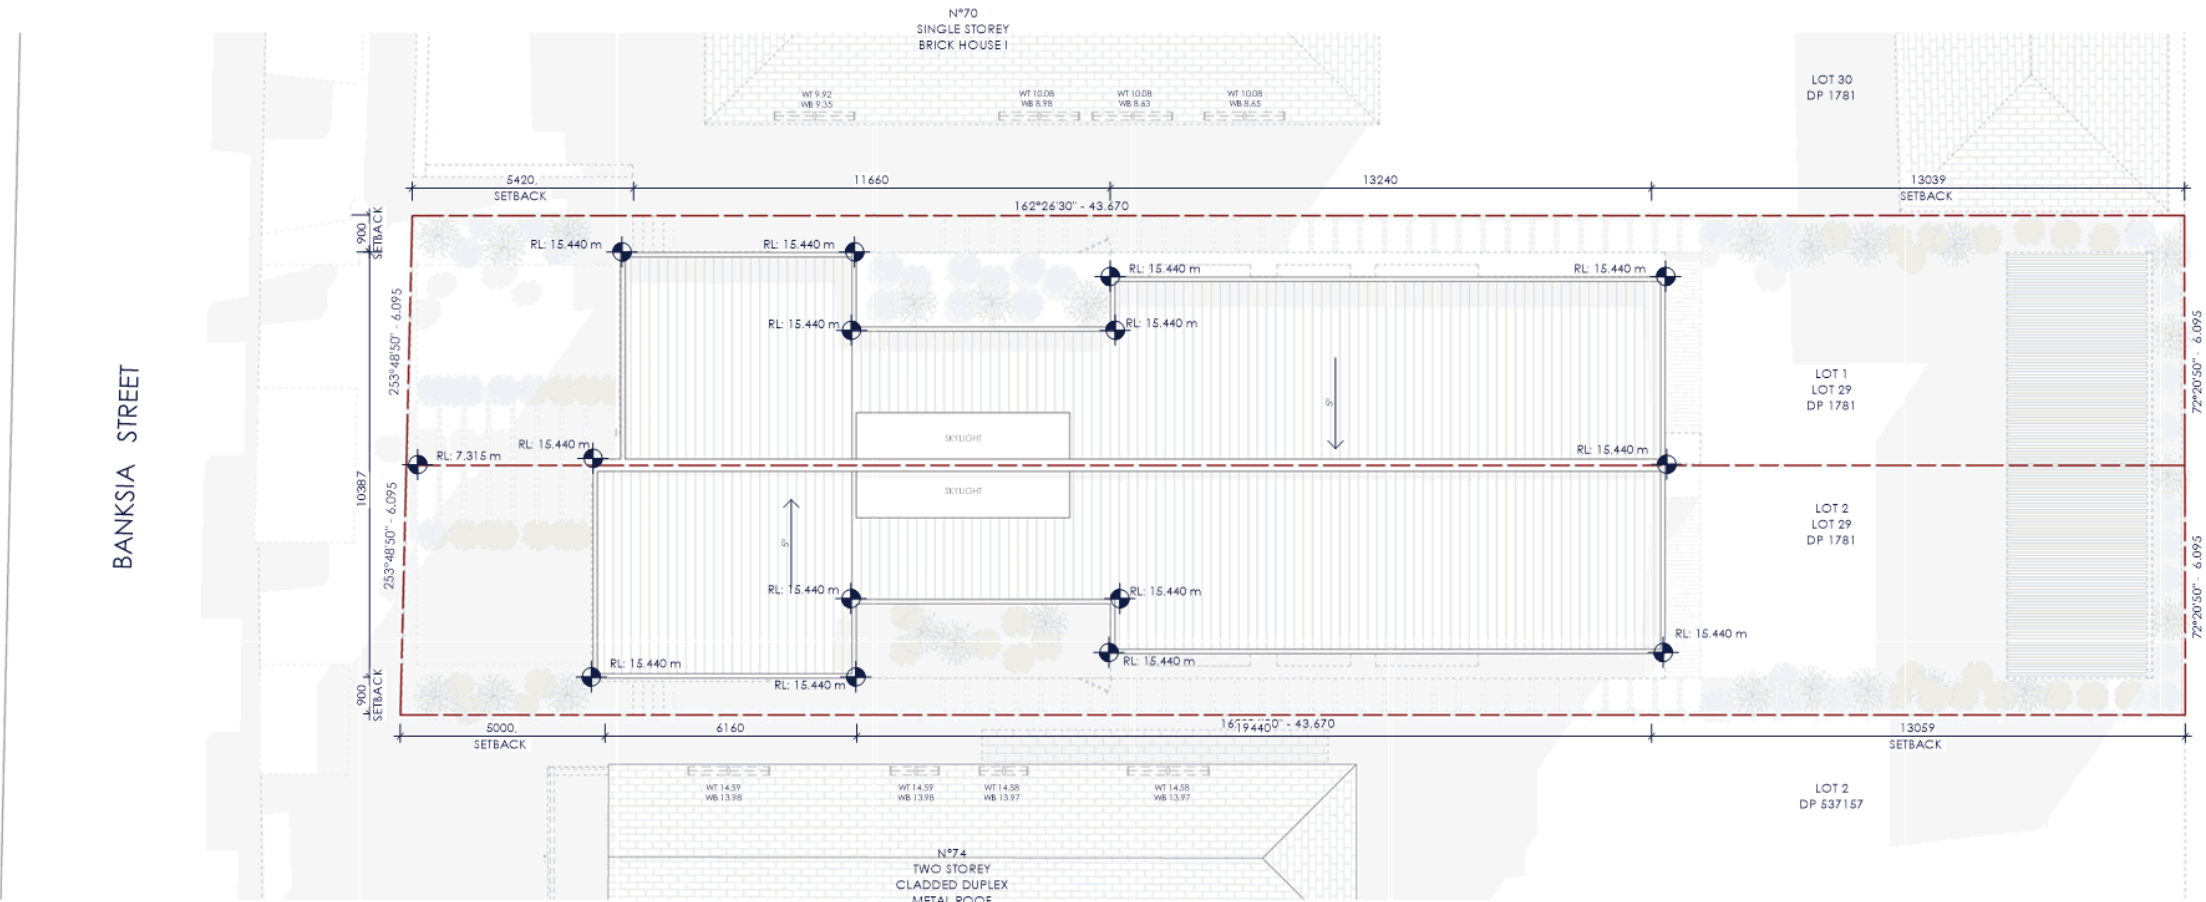 N°70
SINGLE STOREY
BRICK HOUSE I
WT 9.92
WB 9.35
WT 10.08
WB 8.98
WT 10.08
WB 8.63
WT 10.08
WB 8.65
LOT 30
DP 1781
5420,
SETBACK
11660
13240
13039
SETBACK
162°26'30" - 43.670
900
SETBACK
RL: 15.440 m
RL: 15.440 m
RL: 15.440 m
RL: 15.440 m
RL: 15.440 m
RL: 15.440 m
253°48'50" - 6.095
72°20'50" - 6.095
LOT 1
LOT 29
DP 1781
5°
BANKSIA STREET
SKYLIGHT
RL: 15.440 m
RL: 7.315 m
RL: 15.440 m
10387
SKYLIGHT
253°48'50" - 6.095
LOT 2
LOT 29
DP 1781
5°
72°20'50" - 6.095
RL: 15.440 m
RL: 15.440 m
RL: 15.440 m
RL: 15.440 m
RL: 15.440 m
RL: 15.440 m
900
SETBACK
5000,
SETBACK
6160
- 43.670
19440
13059
SETBACK
WT 14.59
WB 13.98
WT 14.59
WB 13.98
WT 14.58
WB 13.97
WT 14.58
WB 13.97
LOT 2
DP 537157
N°74
TWO STOREY
CLADDED DUPLEX
METAL ROOF